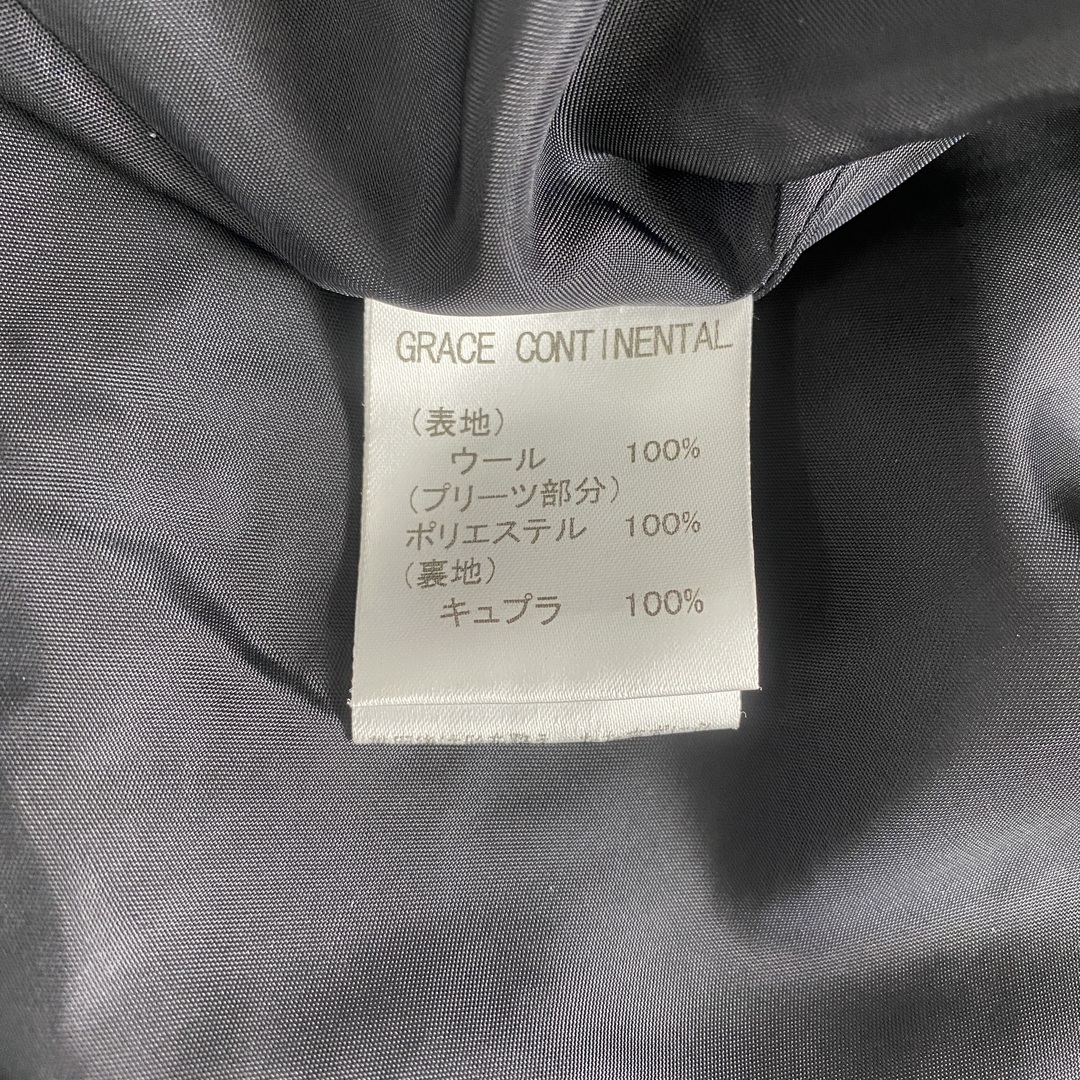 GRACE CONTINENTAL
（表地）
ウール 100%
（プリーツ部分）
ポリエステル 100%
（裏地）
キュプラ 100%